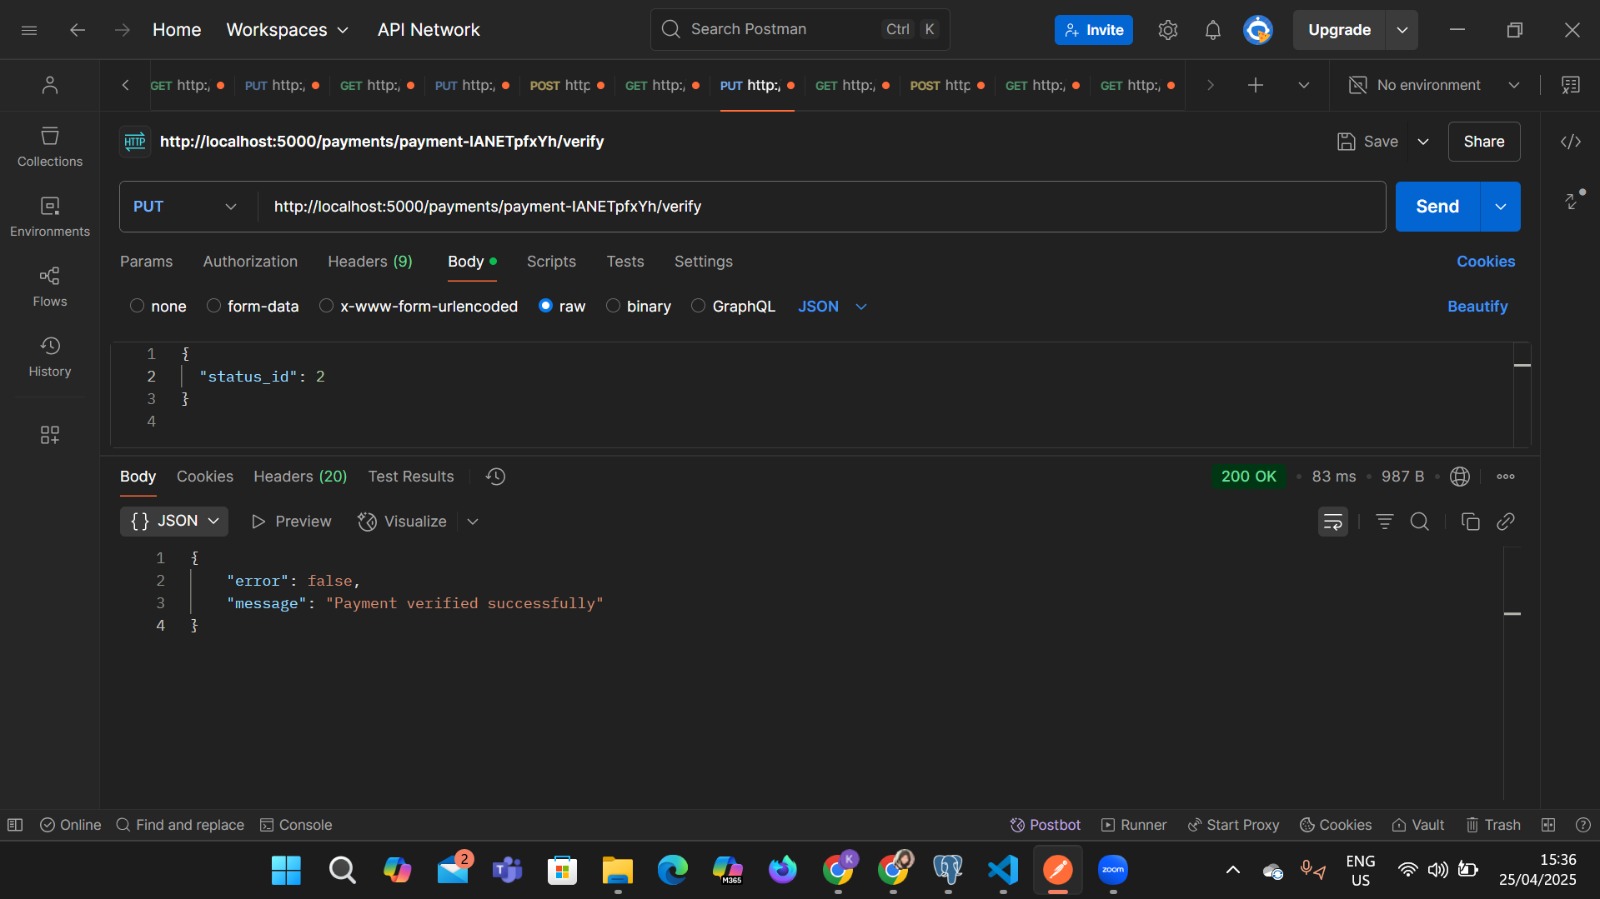 Home Workspaces API Network Search Postman Ctrl K Invite Upgrade
GET http:/ PUT http:/ GET http:/ PUT http:/ POST http GET http:/ PUT http:/ GET http:/ POST http GET http:/ GET http:/ No environment
HTTP http://localhost:5000/payments/payment-IANETpfxYh/verify Save Share
PUT http://localhost:5000/payments/payment-IANETpfxYh/verify Send
Collections
Environments
Flows
History
Params Authorization Headers (9) Body Scripts Tests Settings Cookies
none form-data x-www-form-urlencoded raw binary GraphQL JSON Beautify
1 {
2 "status_id": 2
3 }
4
Body Cookies Headers (20) Test Results 200 OK • 83 ms • 987 B •
{} JSON Preview Visualize
1 {
2 "error": false,
3 "message": "Payment verified successfully"
4 }
Online Find and replace Console Postbot Runner Start Proxy Cookies Vault Trash
2 M365 K zoom ENG US 15:36
25/04/2025